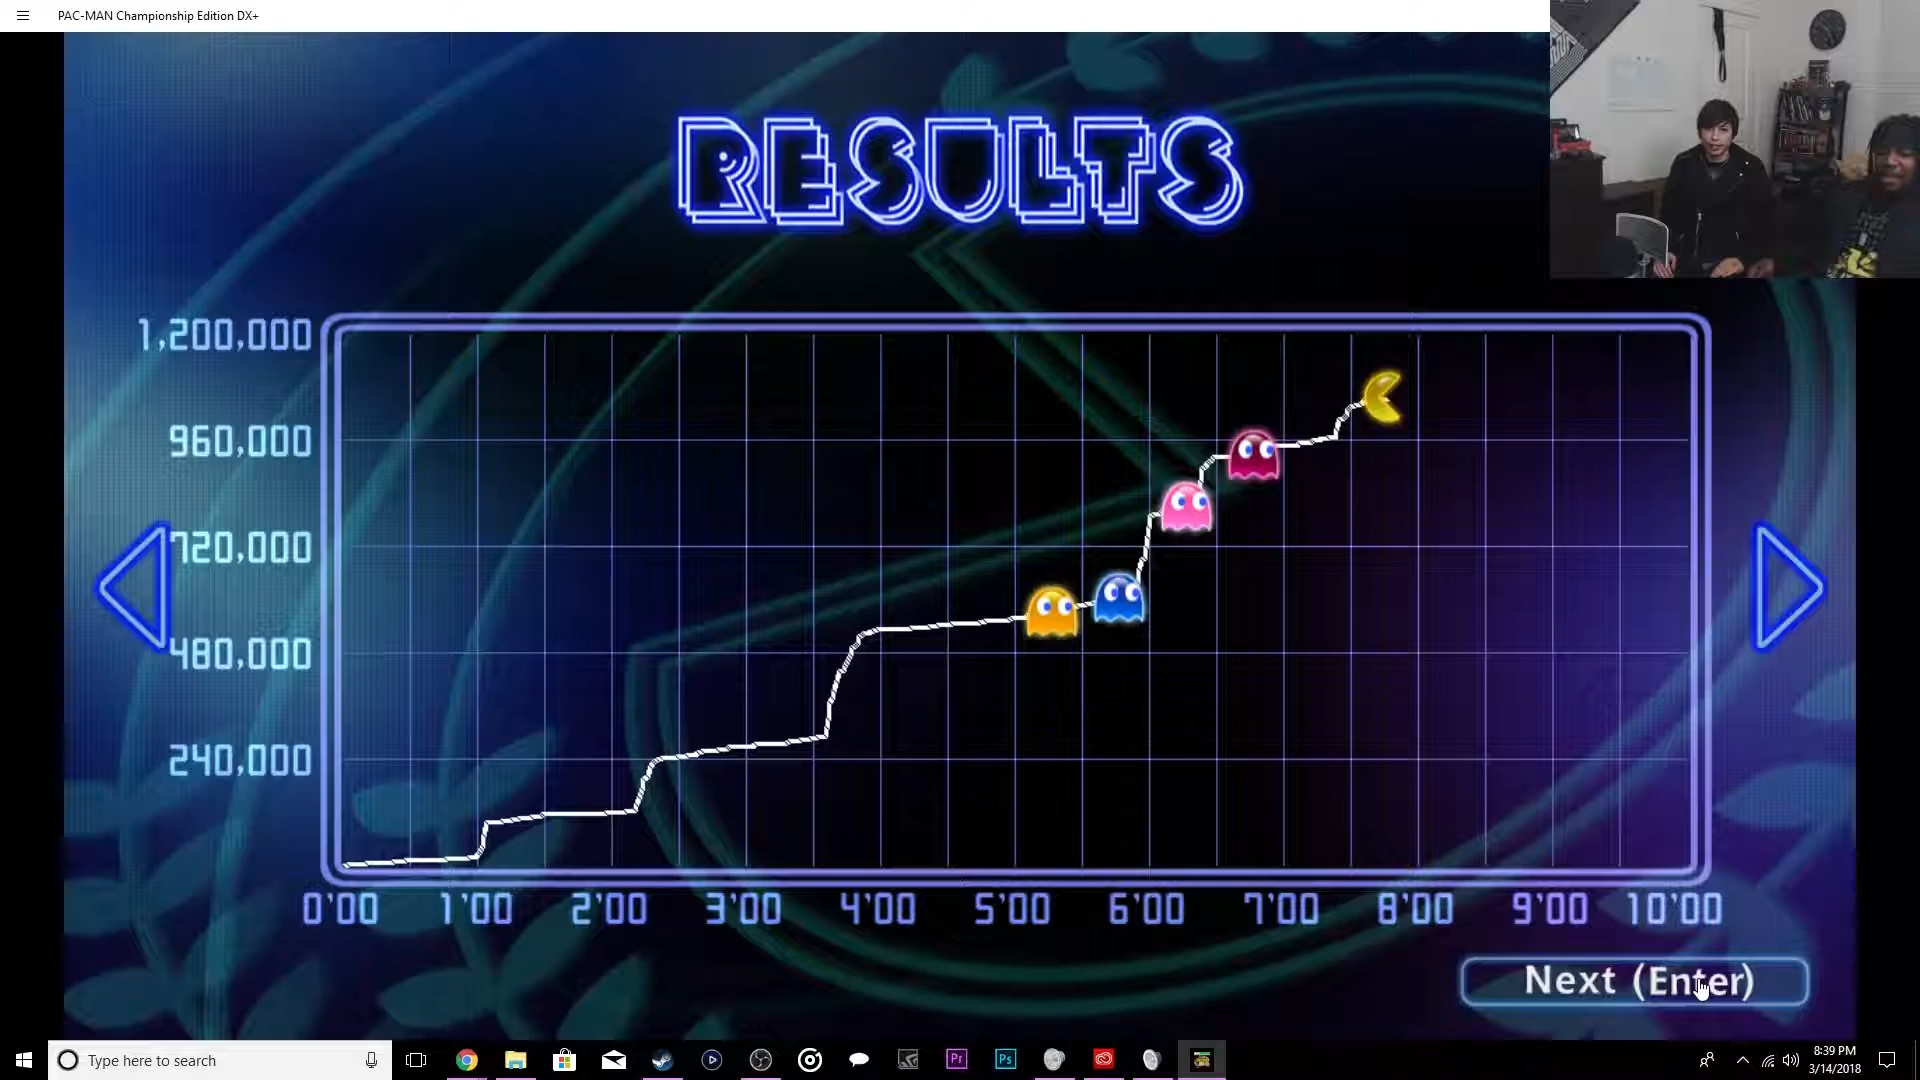 PAC-MAN Championship Edition DX+
RESULTS
1,200,000
960,000
720,000
480,000
240,000
0'00 1'00 2'00 3'00 4'00 5'00 6'00 7'00 8'00 9'00 10'00
Next (Enter)
Type here to search
Pr
Ps
8:39 PM
3/14/2018